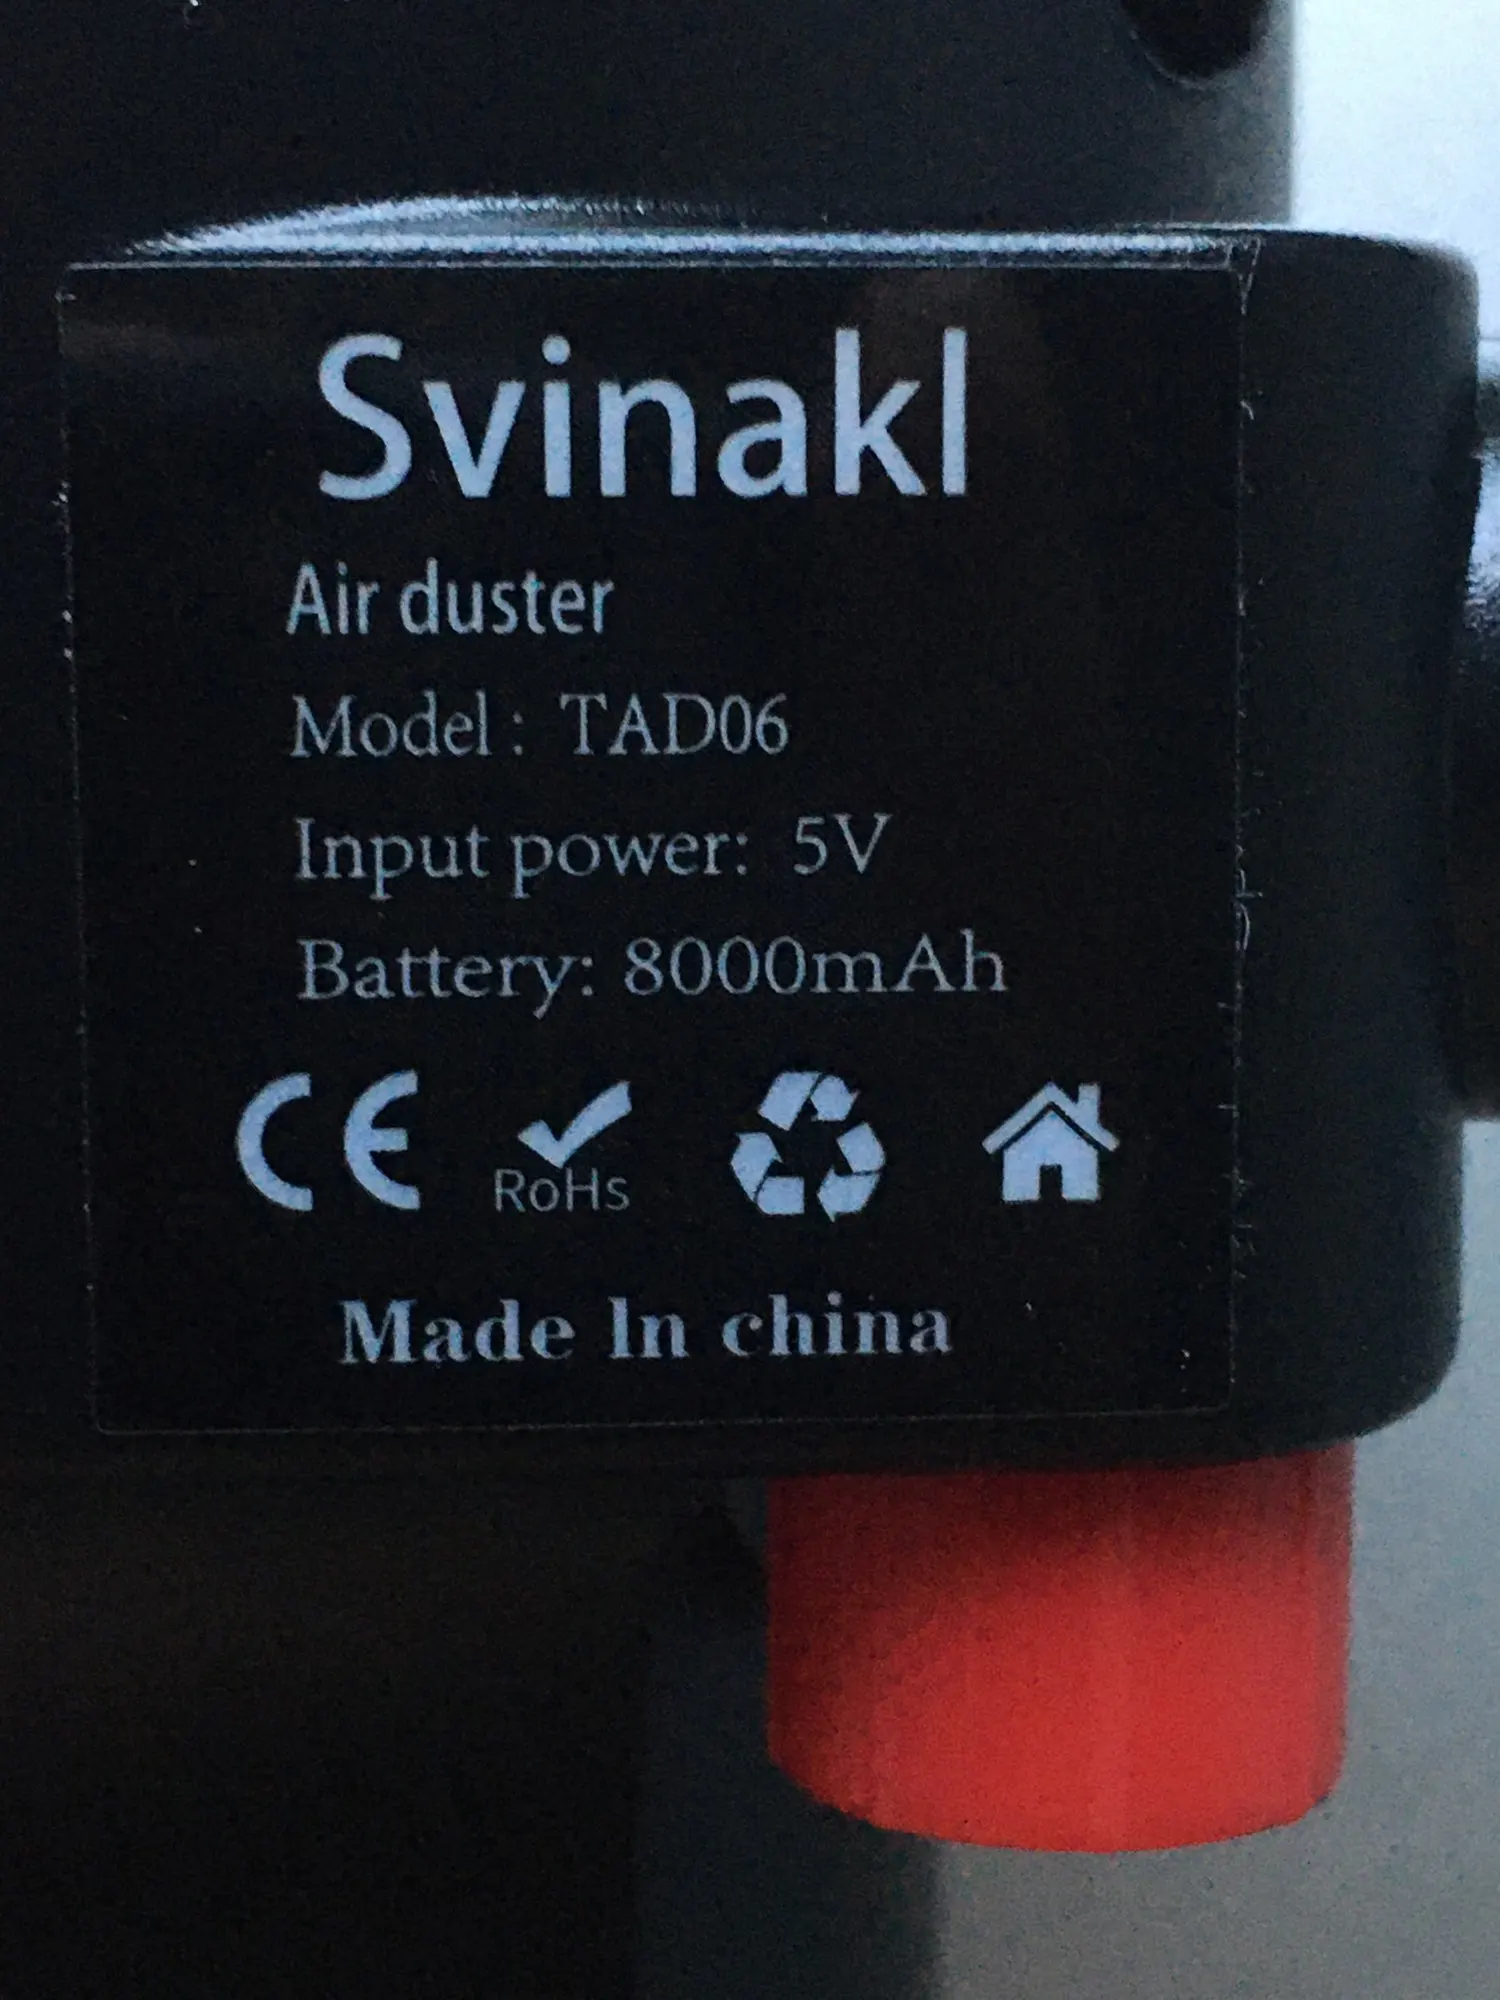 Svinakl
Air duster
Model : TAD06
Input power: 5V
Battery: 8000mAh
CE RoHs
Made In china